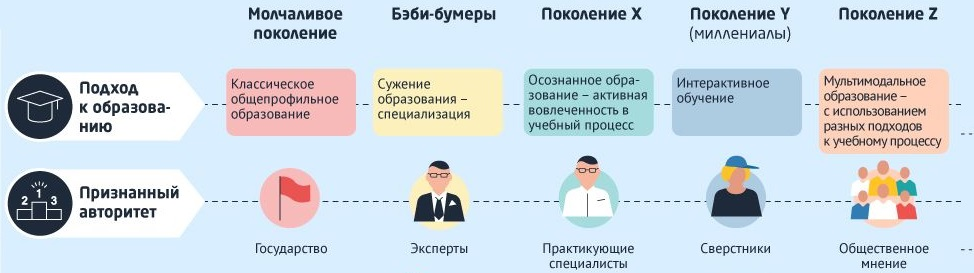 Молчаливое
поколение
Бэби-бумеры
Поколение X
Поколение Y
(миллениалы)
Поколение Z
Подход
к образова-
нию
Классическое
общепрофильное
образование
Сужение
образования –
специализация
Осознанное обра-
зование – активная
вовлеченность в
учебный процесс
Интерактивное
обучение
Мультимодальное
образование –
с использованием
разных подходов
к учебному процессу
2 1 3
Признанный
авторитет
Государство
Эксперты
Практикующие
специалисты
Сверстники
Общественное
мнение